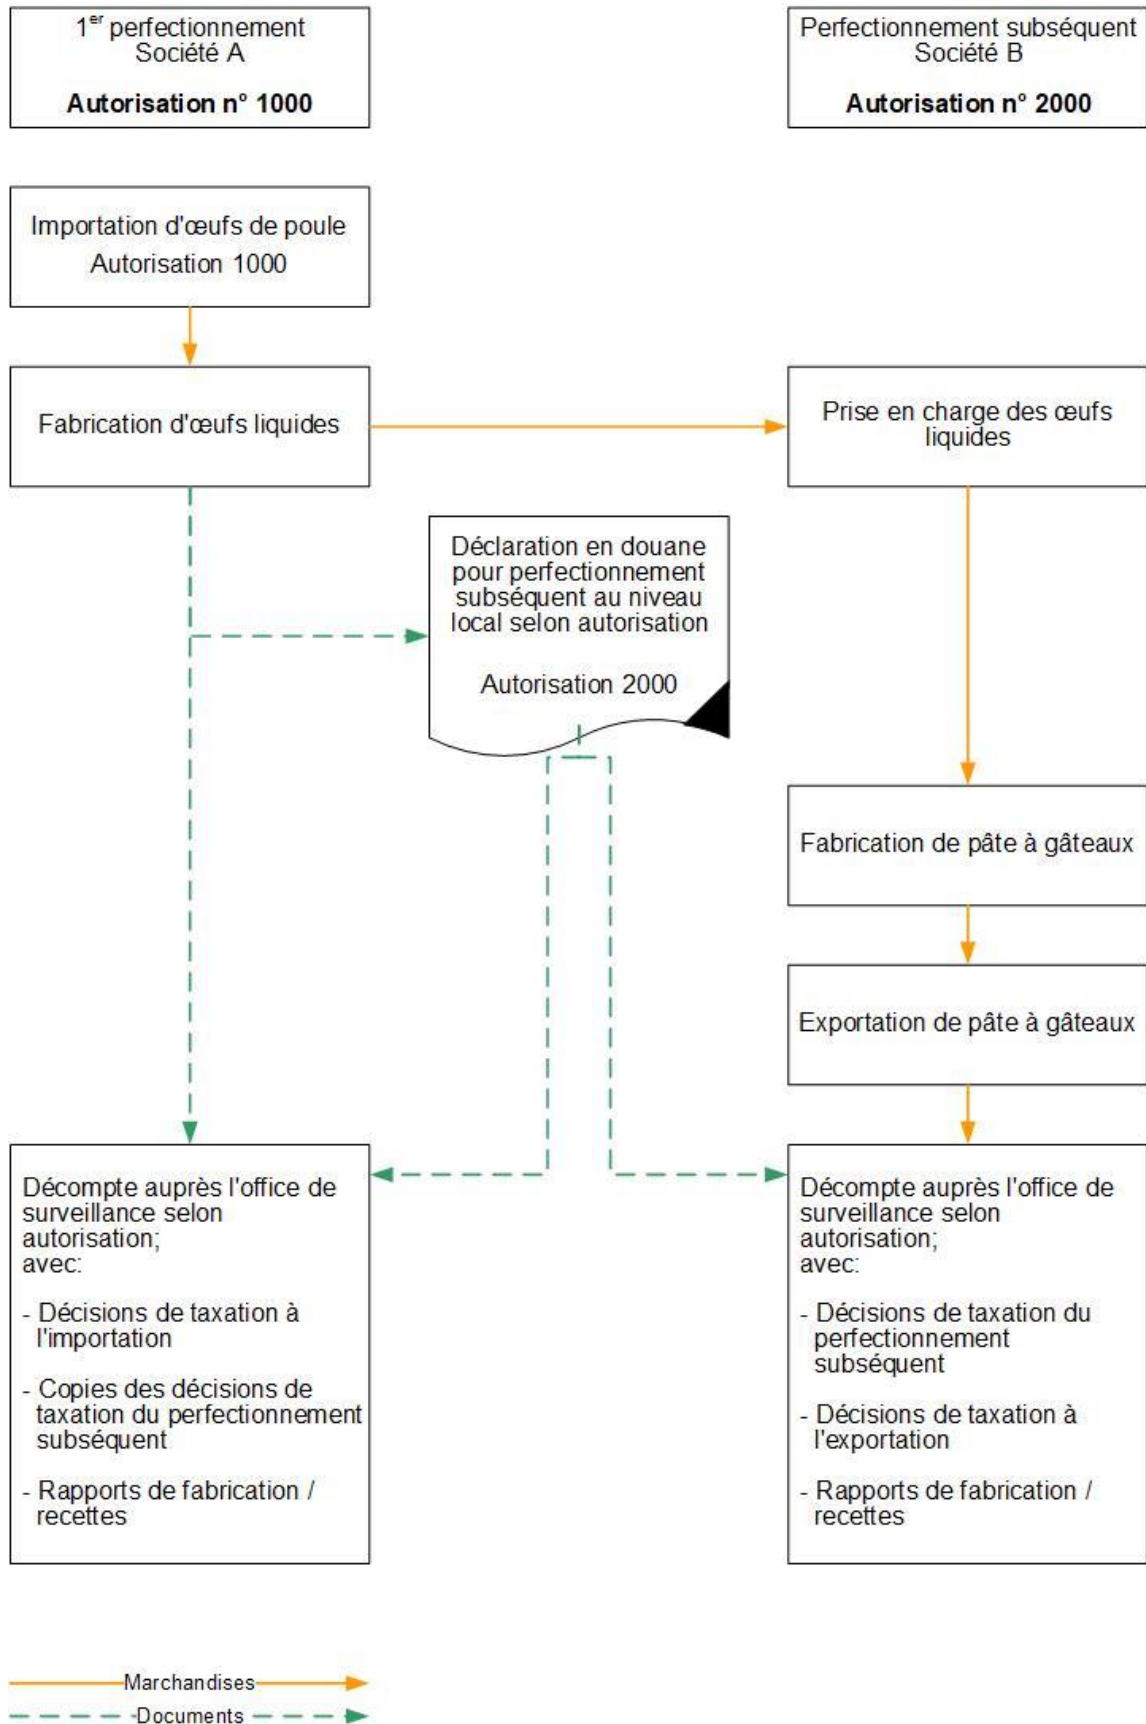 1er perfectionnement
Société A
Autorisation n° 1000
Perfectionnement subséquent
Société B
Autorisation n° 2000
Importation d'œufs de poule
Autorisation 1000
Fabrication d'œufs liquides
Prise en charge des œufs
liquides
Déclaration en douane
pour perfectionnement
subséquent au niveau
local selon autorisation
Autorisation 2000
Fabrication de pâte à gâteaux
Exportation de pâte à gâteaux
Décompte auprès l'office de
surveillance selon
autorisation;
avec:
- Décisions de taxation à
l'importation
- Copies des décisions de
taxation du perfectionnement
subséquent
- Rapports de fabrication /
recettes
Décompte auprès l'office de
surveillance selon
autorisation;
avec:
- Décisions de taxation du
perfectionnement
subséquent
- Décisions de taxation à
l'exportation
- Rapports de fabrication /
recettes
Marchandises
Documents